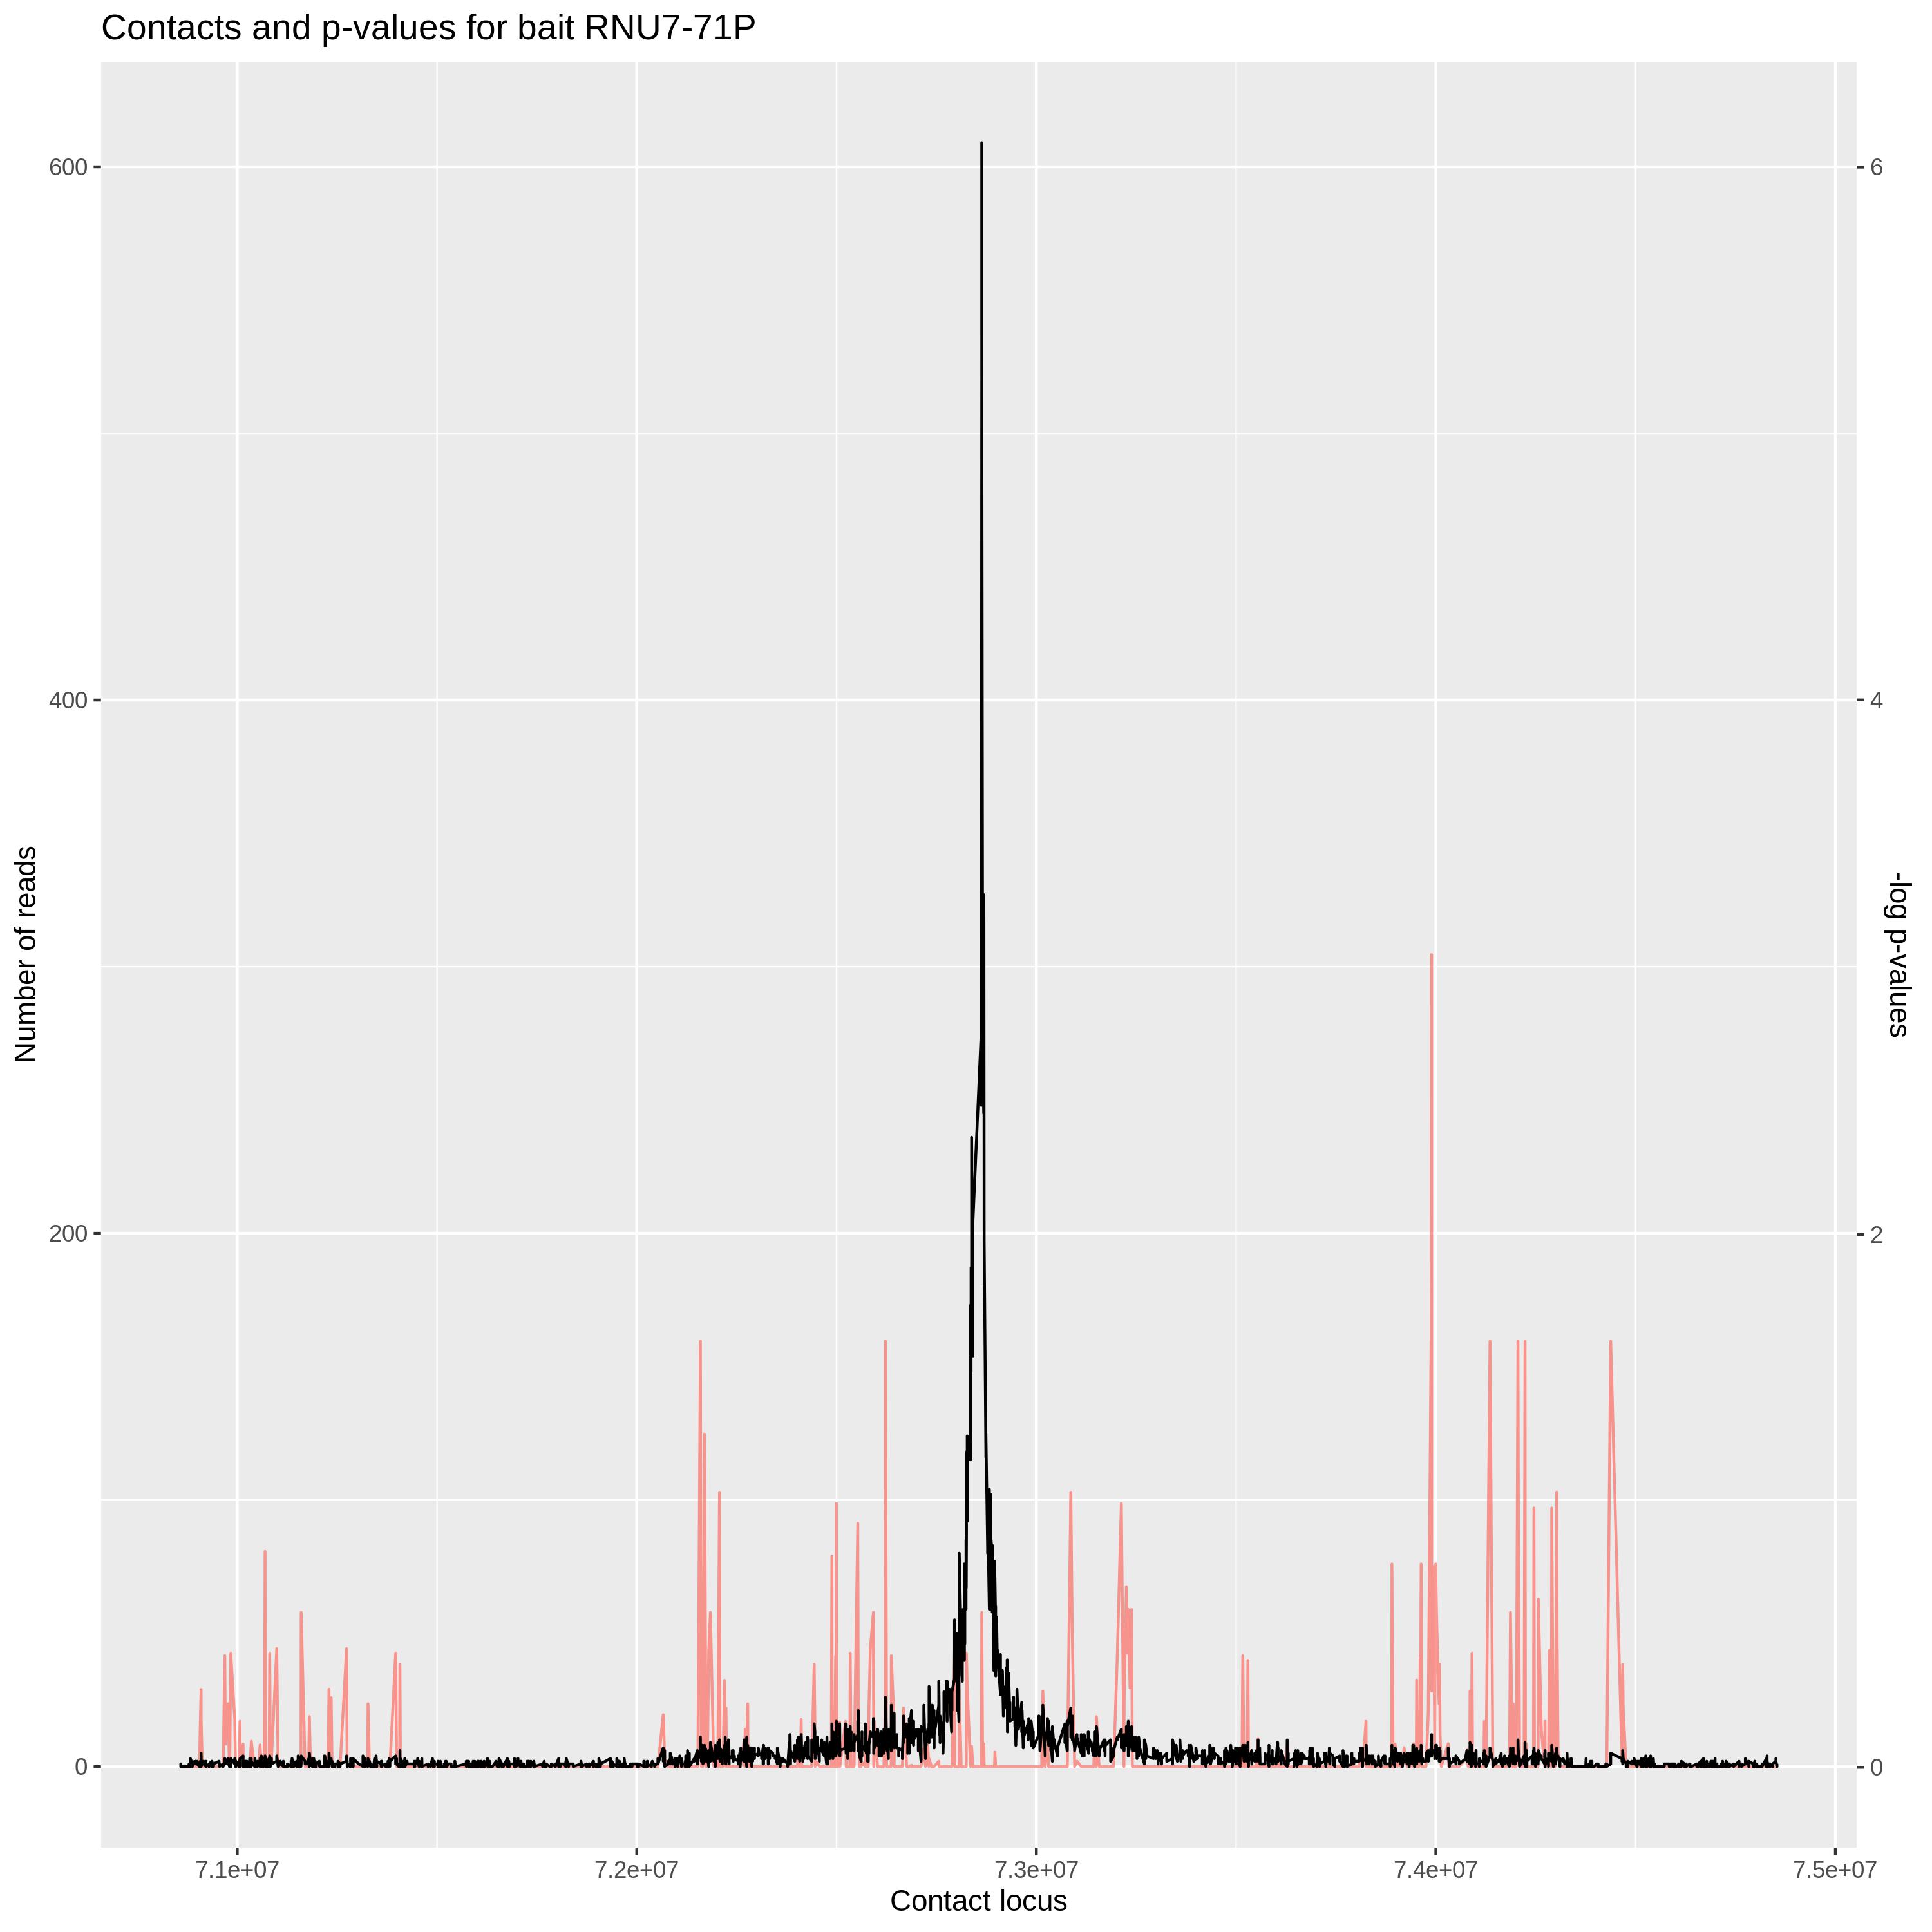 Contacts and p-values for bait RNU7-71P
600
400
200
0
6
4
2
0
Number of reads
-log p-values
7.1e+07
7.2e+07
7.3e+07
7.4e+07
7.5e+07
Contact locus